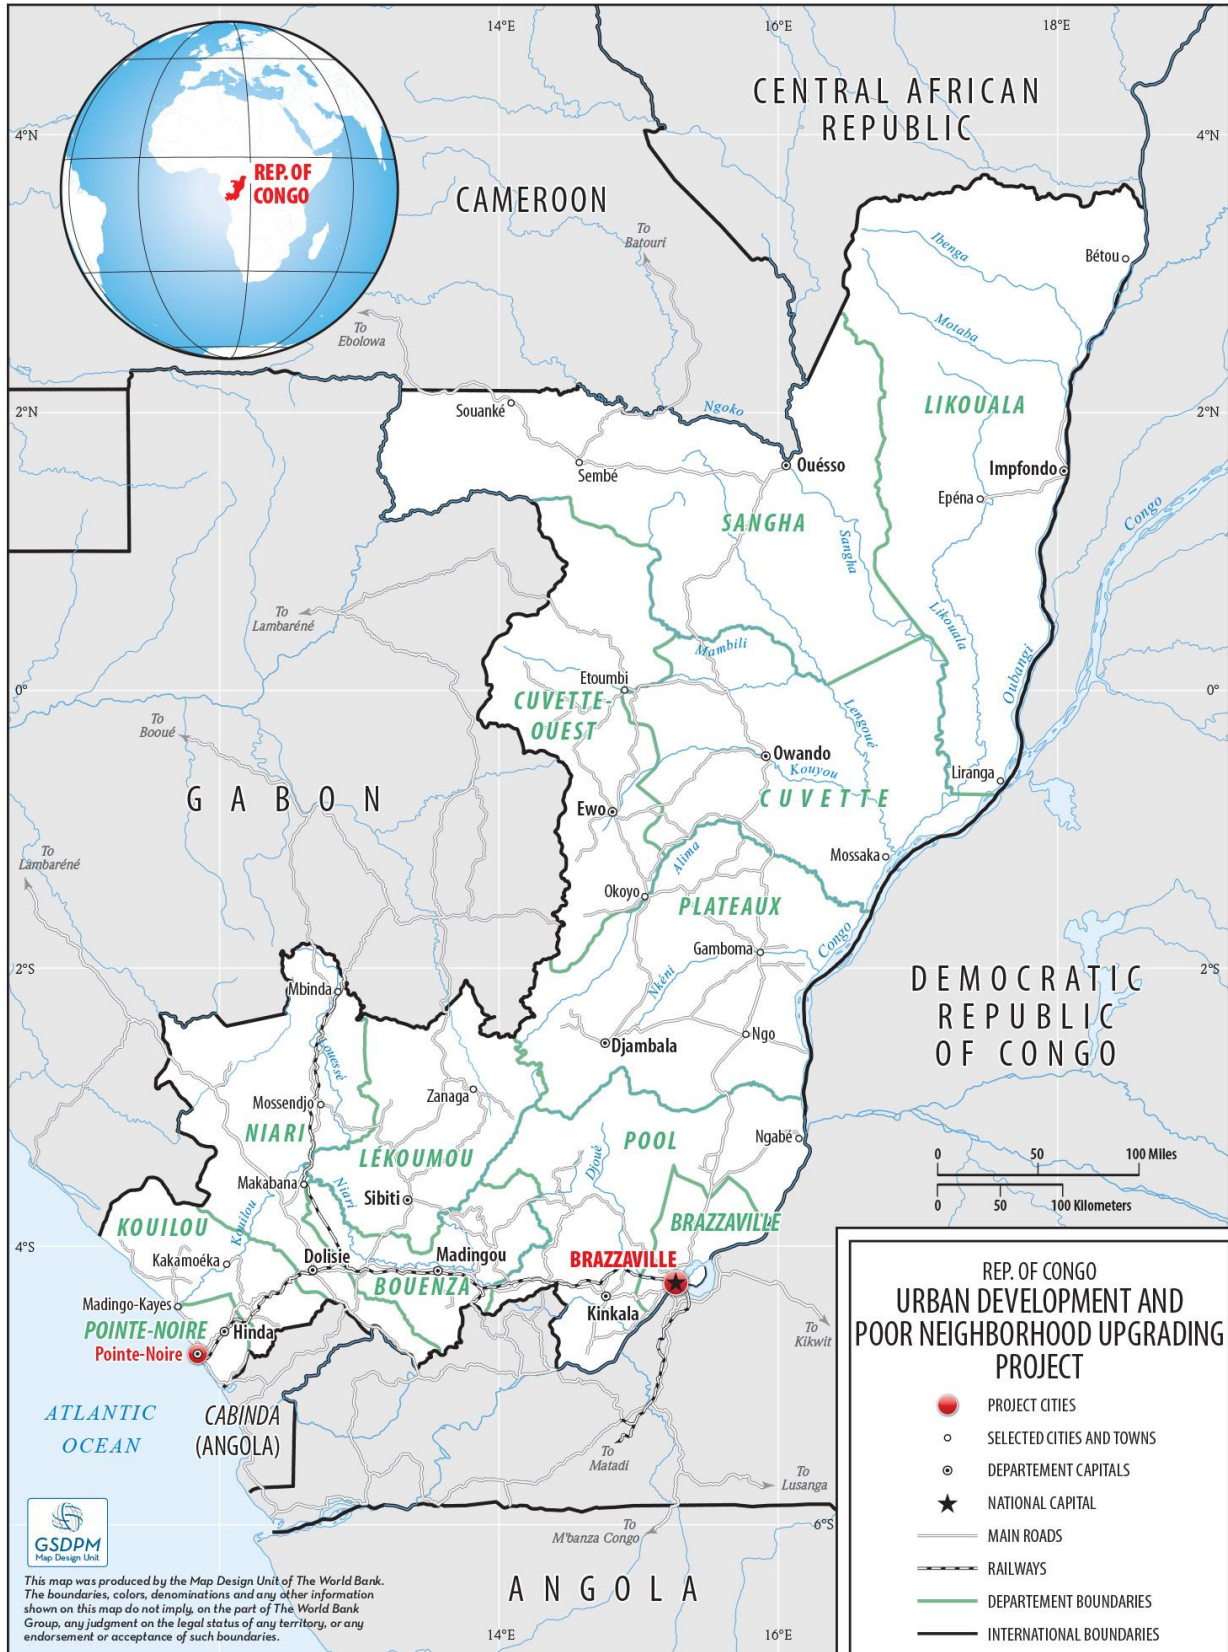 14°E
16°E
18°E
CENTRAL AFRICAN
REPUBLIC
4°N
4°N
REP. OF
CONGO
CAMEROON
To
Batouri
Ibenga
Bétou
Motaba
To
Ebolowa
2°N
2°N
Souanké
Ngoko
LIKOUALA
Sembé
Ouésso
Impfondo
Epéna
Congo
SANGHA
Sangha
To
Lambaréné
Likouala
Mambili
Oubangi
Etoumbi
0°
0°
CUVETTE-
OUEST
To
Booué
Lengoué
Owando
Kouyou
Liranga
GABON
CUVETTE
Ewo
To
Lambaréné
Alima
Mossaka
Okoyo
PLATEAUX
Congo
Gamboma
2°S
2°S
DEMOCRATIC
REPUBLIC
OF CONGO
Nkéni
Mbinda
Louessé
Djambala
Ngo
Zanaga
Mossendjo
NIARI
LÉKOUMOU
POOL
Ngabé
Djoué
0 50 100 Miles
0 50 100 Kilometers
Makabana
Niari
Sibiti
KOUILOU
Kouilou
BRAZZAVILLE
4°S
Kakamoéka
Dolisie
Madingou
BRAZZAVILLE
BOUENZA
Madingo-Kayes
Kinkala
POINTE-NOIRE
Hinda
Pointe-Noire
To
Kikwit
ATLANTIC
OCEAN
CABINDA
(ANGOLA)
To
Matadi
To
Lusanga
To
M'banza Congo
6°S
ANGOLA
14°E
16°E
GSDPM
Map Design Unit
This map was produced by the Map Design Unit of The World Bank.
The boundaries, colors, denominations and any other information
shown on this map do not imply, on the part of The World Bank
Group, any judgment on the legal status of any territory, or any
endorsement or acceptance of such boundaries.
REP. OF CONGO
URBAN DEVELOPMENT AND
POOR NEIGHBORHOOD UPGRADING
PROJECT
PROJECT CITIES
SELECTED CITIES AND TOWNS
DEPARTEMENT CAPITALS
NATIONAL CAPITAL
MAIN ROADS
RAILWAYS
DEPARTEMENT BOUNDARIES
INTERNATIONAL BOUNDARIES